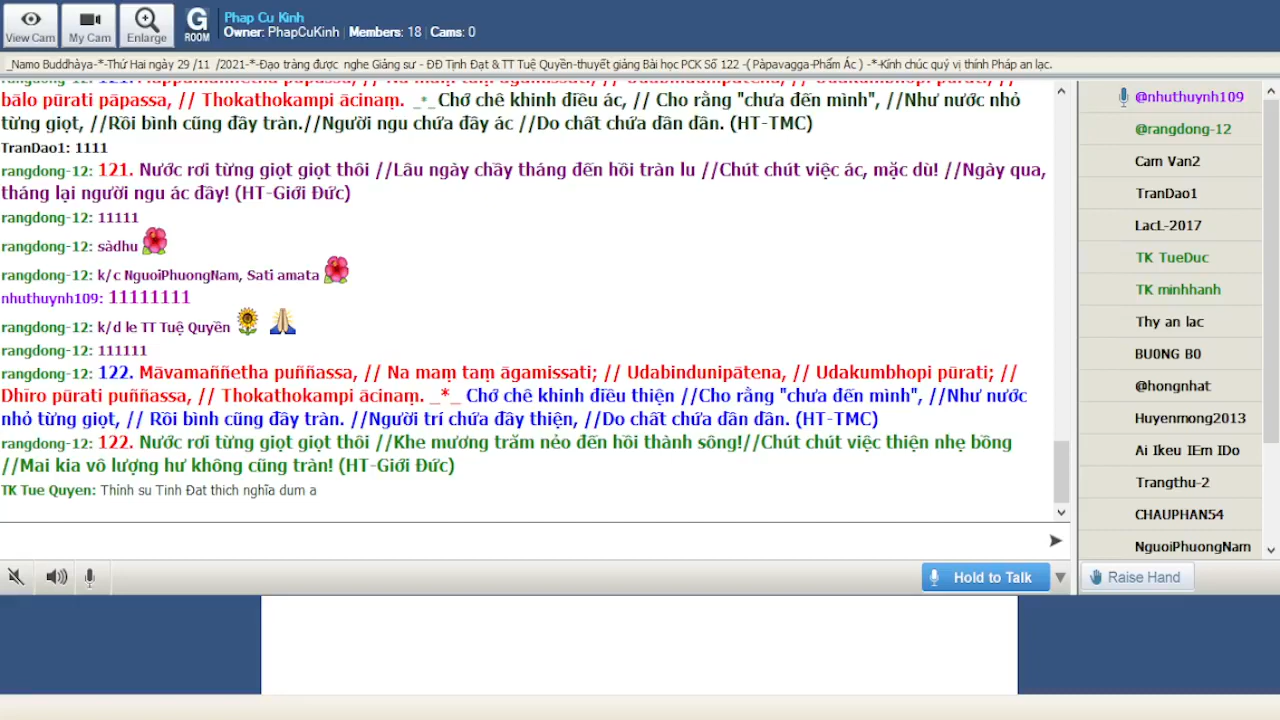 View Cam
My Cam
Enlarge
G
ROOM
Phap Cu Kinh
Owner: PhapCuKinh | Members: 18 | Cams: 0
_Namo Buddhàya-*-Thứ Hai ngày 29 /11 /2021-*-Đạo tràng được nghe Giảng sư - ĐĐ Tịnh Đạt & TT Tuệ Quyền-thuyết giảng Bài học PCK Số 122 -( Pàpavagga-Phẩm Ác ) -*-Kính chúc quý vị thính Pháp an lạc.
bālo pūrati pāpassa, // Thokathokampi ācinaṃ. _*_ Chớ chê khinh điều ác, // Cho rằng "chưa đến mình", //Như nước nhỏ
từng giọt, //Rồi bình cũng đầy tràn.//Người ngu chứa đầy ác //Do chất chứa dần dần. (HT-TMC)
TranDao1: 1111
rangdong-12: 121. Nước rơi từng giọt giọt thôi //Lâu ngày chầy tháng đến hồi tràn lu //Chút chút việc ác, mặc dù! //Ngày qua,
tháng lại người ngu ác đầy! (HT-Giới Đức)
rangdong-12: 11111
rangdong-12: sàdhu
rangdong-12: k/c NguoiPhuongNam, Sati amata
nhuthuynh109: 11111111
rangdong-12: k/d le TT Tuệ Quyền
rangdong-12: 111111
rangdong-12: 122. Māvamaññetha puññassa, // Na maṃ taṃ āgamissati; // Udabindunipātena, // Udakumbhopi pūrati; //
Dhīro pūrati puññassa, // Thokathokampi ācinaṃ. _*_ Chớ chê khinh điều thiện //Cho rằng "chưa đến mình", //Như nước
nhỏ từng giọt, // Rồi bình cũng đầy tràn. //Người trí chứa đầy thiện, //Do chất chứa dần dần. (HT-TMC)
rangdong-12: 122. Nước rơi từng giọt giọt thôi //Khe mương trăm nẻo đến hồi thành sông!//Chút chút việc thiện nhẹ bồng
//Mai kia vô lượng hư không cũng tràn! (HT-Giới Đức)
TK Tue Quyen: Thỉnh su Tinh Đat thich nghĩa dum a
@nhuthuynh109
@rangdong-12
Cam Van2
TranDao1
LacL-2017
TK TueDuc
TK minhhanh
Thy an lac
BU0NG B0
@hongnhat
Huyenmong2013
Ai Ikeu IEm IDo
Trangthu-2
CHAUPHAN54
NguoiPhuongNam
Hold to Talk
Raise Hand